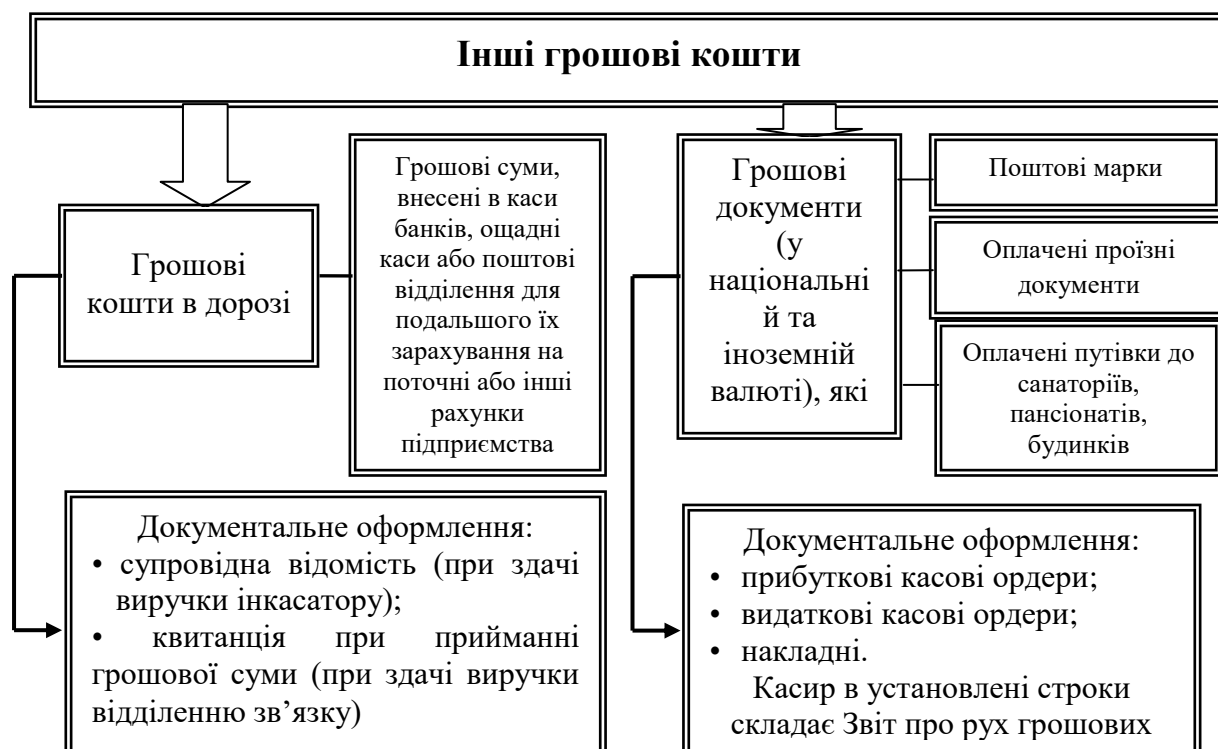 Інші грошові кошти
Грошові
кошти в дорозі
Грошові суми,
внесені в каси
банків, ощадні
каси або поштові
відділення для
подальшого їх
зарахування на
поточні або інші
рахунки
підприємства
Документальне оформлення:
• супровідна відомість (при здачі
виручки інкасатору);
• квитанція при прийманні
грошової суми (при здачі виручки
відділенню зв’язку)
Грошові
документи
(у
національні
й та
іноземній
валюті), які
Поштові марки
Оплачені проїзні
документи
Оплачені путівки до
санаторіїв,
пансіонатів,
будинків
Документальне оформлення:
• прибуткові касові ордери;
• видаткові касові ордери;
• накладні.
Касир в установлені строки
складає Звіт про рух грошових